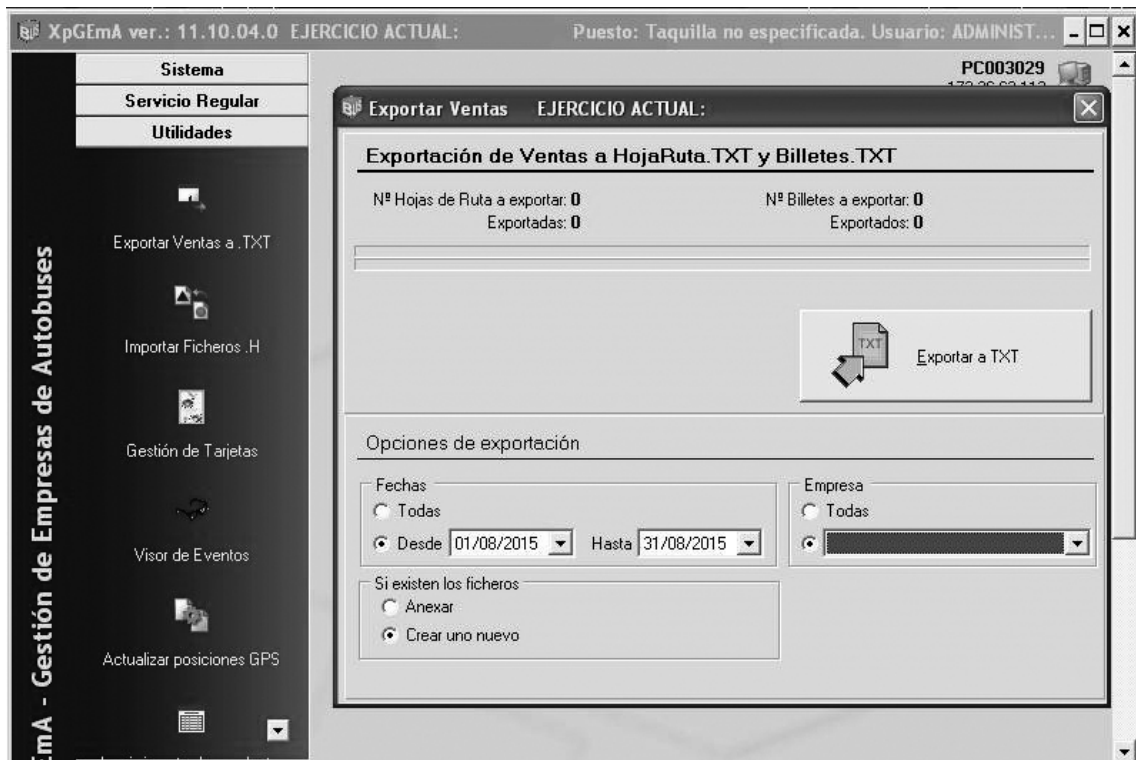 XpGEmA ver.: 11.10.04.0 EJERCICIO ACTUAL: Puesto: Taquilla no especificada. Usuario: ADMINIST...
Sistema
Servicio Regular
Utilidades
PC003029
Exportar Ventas a .TXT
Importar Ficheros .H
Gestión de Tarjetas
Visor de Eventos
Actualizar posiciones GPS
EmA - Gestión de Empresas de Autobuses
Exportar Ventas EJERCICIO ACTUAL:
Exportación de Ventas a HojaRuta.TXT y Billetes.TXT
Nº Hojas de Ruta a exportar: 0 Nº Billetes a exportar: 0
Exportadas: 0 Exportados: 0
TXT
Exportar a TXT
Opciones de exportación
Fechas
Todas
Desde 01/08/2015 Hasta 31/08/2015
Empresa
Todas
Si existen los ficheros
Anexar
Crear uno nuevo